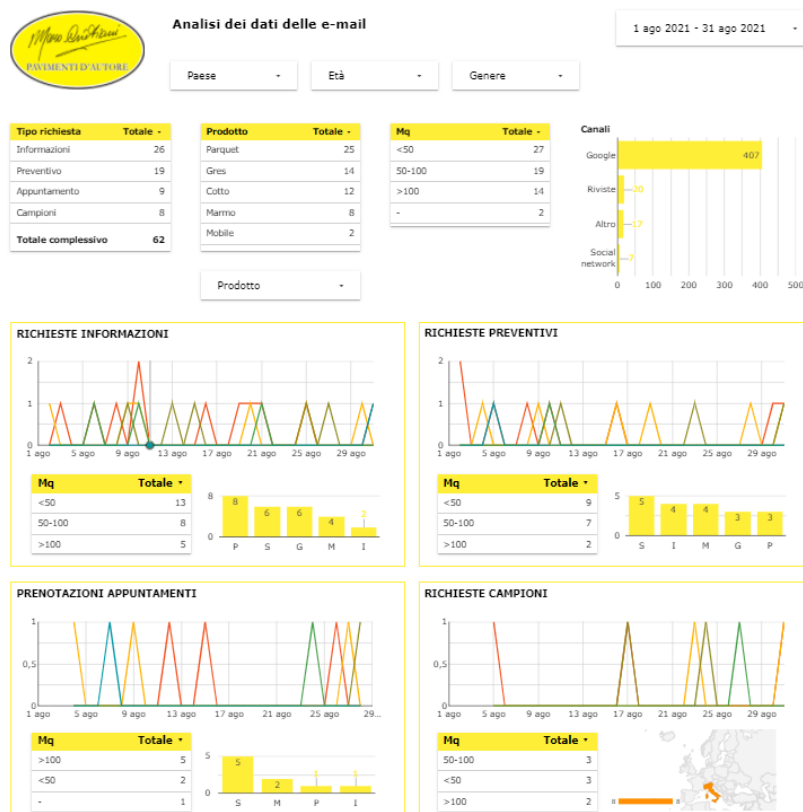 Analisi dei dati delle e-mail
1 ago 2021 - 31 ago 2021
PAVIMENTI D'AUTORE
Paese
Età
Genere
Tipo richiesta Totale
Informazioni 26
Preventivo 19
Appuntamento 9
Campioni 8
Totale complessivo 62
Prodotto Totale
Parquet 25
Gres 14
Cotto 12
Marmo 8
Mobile 2
Mq Totale
<50 27
50-100 19
>100 14
- 2
Canali
Google 407
Riviste 20
Altro 17
Social
network 7
0 100 200 300 400 500
Prodotto
RICHIESTE INFORMAZIONI
2
1
0
1 ago 5 ago 9 ago 13 ago 17 ago 21 ago 25 ago 29 ago
Mq Totale
<50 13
50-100 8
>100 5
8
0
8 6 6 4 2
P S G M I
RICHIESTE PREVENTIVI
2
1
0
1 ago 5 ago 9 ago 13 ago 17 ago 21 ago 25 ago 29 ago
Mq Totale
<50 9
50-100 7
>100 2
5
0
5 4 4 3 3
S I M G P
PRENOTAZIONI APPUNTAMENTI
1
0,5
0
1 ago 5 ago 9 ago 13 ago 17 ago 21 ago 25 ago 29...
Mq Totale
>100 5
<50 2
- 1
5
0
5 2 1 1
S M P I
RICHIESTE CAMPIONI
1
0,5
0
1 ago 5 ago 9 ago 13 ago 17 ago 21 ago 25 ago 29 ago
Mq Totale
50-100 3
<50 3
>100 2
8 8